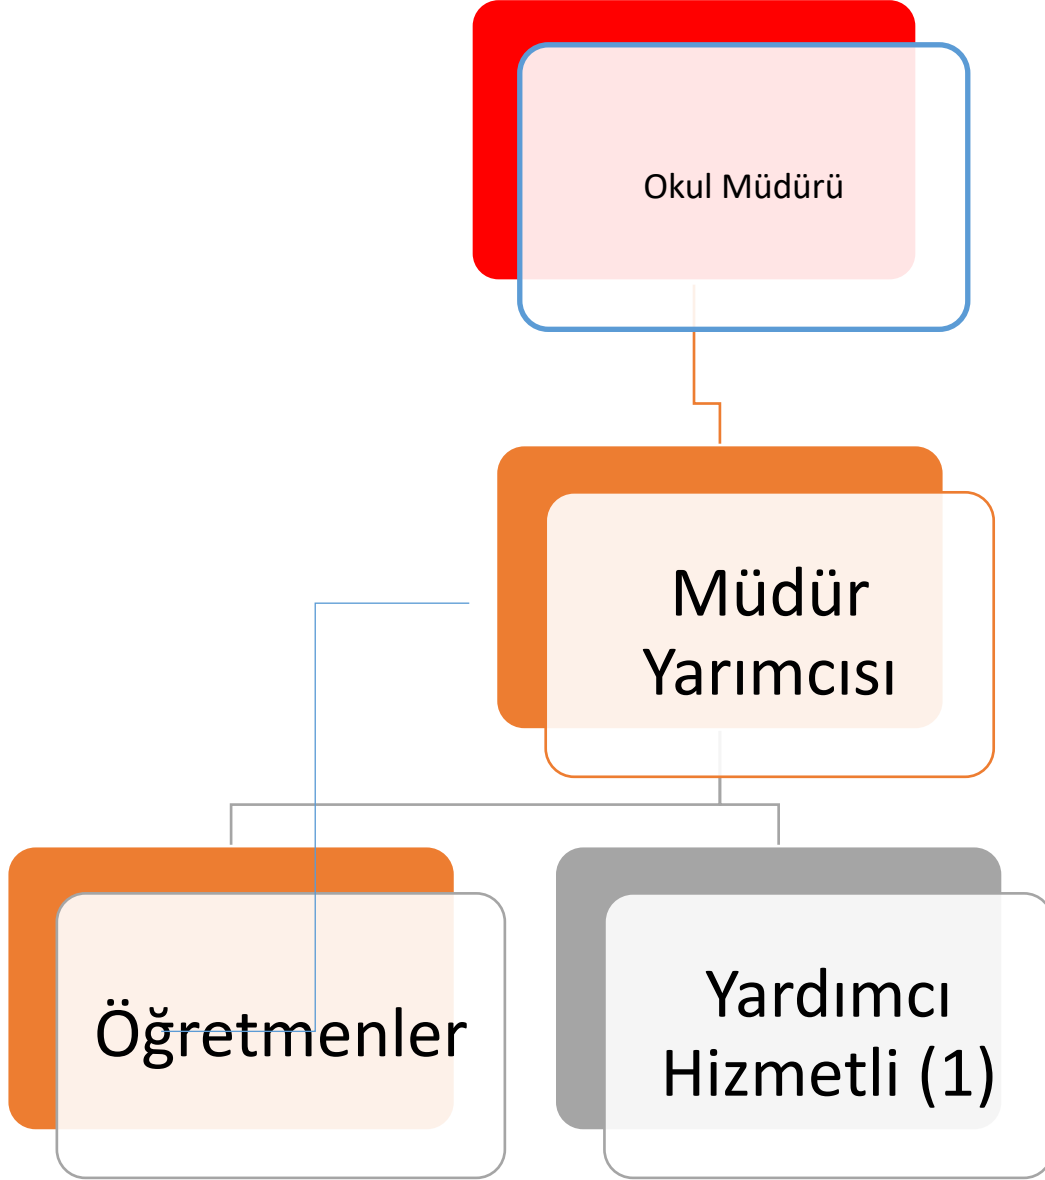 Okul Müdürü
Müdür
Yarımcısı
Öğretmenler
Yardımcı
Hizmetli (1)